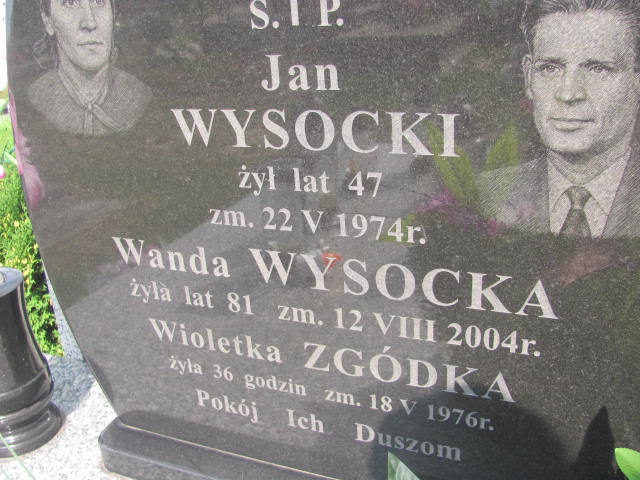 Ś. † P.
Jan
WYSOCKI
żył lat 47
zm. 22 V 1974r.
Wanda WYSOCKA
żyła lat 81 zm. 12 VIII 2004r.
Wioletka ZGÓDKA
żyła 36 godzin zm. 18 V 1976r.
Pokój Ich Duszom